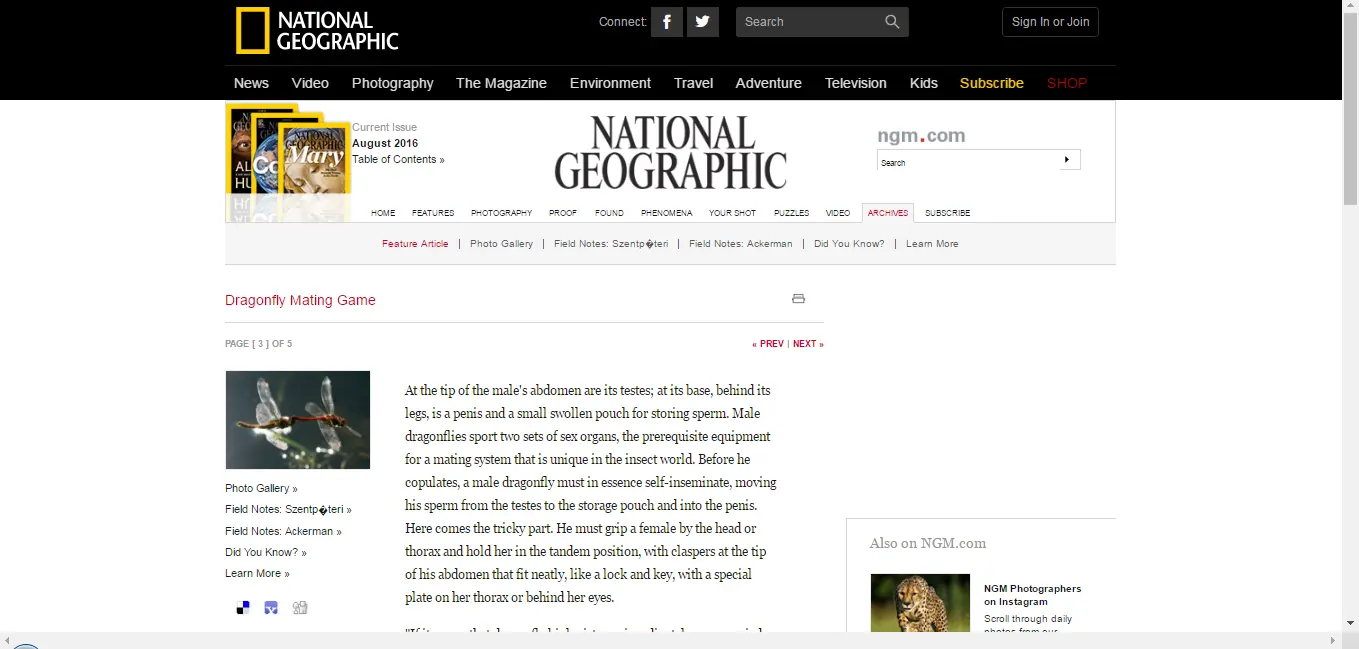 NATIONAL
GEOGRAPHIC
Connect:
Search
Sign In or Join
News Video Photography The Magazine Environment Travel Adventure Television Kids Subscribe SHOP
Current Issue
August 2016
Table of Contents »
NATIONAL
GEOGRAPHIC
ngm.com
Search
Mary
HOME FEATURES PHOTOGRAPHY PROOF FOUND PHENOMENA YOUR SHOT PUZZLES VIDEO ARCHIVES SUBSCRIBE
Feature Article | Photo Gallery | Field Notes: Szentp�teri | Field Notes: Ackerman | Did You Know? | Learn More
Dragonfly Mating Game
PAGE [ 3 ] OF 5
« PREV | NEXT »
Photo Gallery »
Field Notes: Szentp�teri »
Field Notes: Ackerman »
Did You Know? »
Learn More »
At the tip of the male's abdomen are its testes; at its base, behind its
legs, is a penis and a small swollen pouch for storing sperm. Male
dragonflies sport two sets of sex organs, the prerequisite equipment
for a mating system that is unique in the insect world. Before he
copulates, a male dragonfly must in essence self-inseminate, moving
his sperm from the testes to the storage pouch and into the penis.
Here comes the tricky part. He must grip a female by the head or
thorax and hold her in the tandem position, with claspers at the tip
of his abdomen that fit neatly, like a lock and key, with a special
plate on her thorax or behind her eyes.
Also on NGM.com
NGM Photographers
on Instagram
Scroll through daily
photos from our